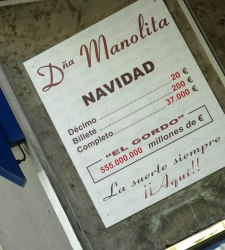 Dña Manolita
NAVIDAD
Décimo 20 €
Billete 200 €
Completo 37.000 €
"EL GORDO"
555.000.000 millones de €
La suerte siempre
¡¡Aquí!!